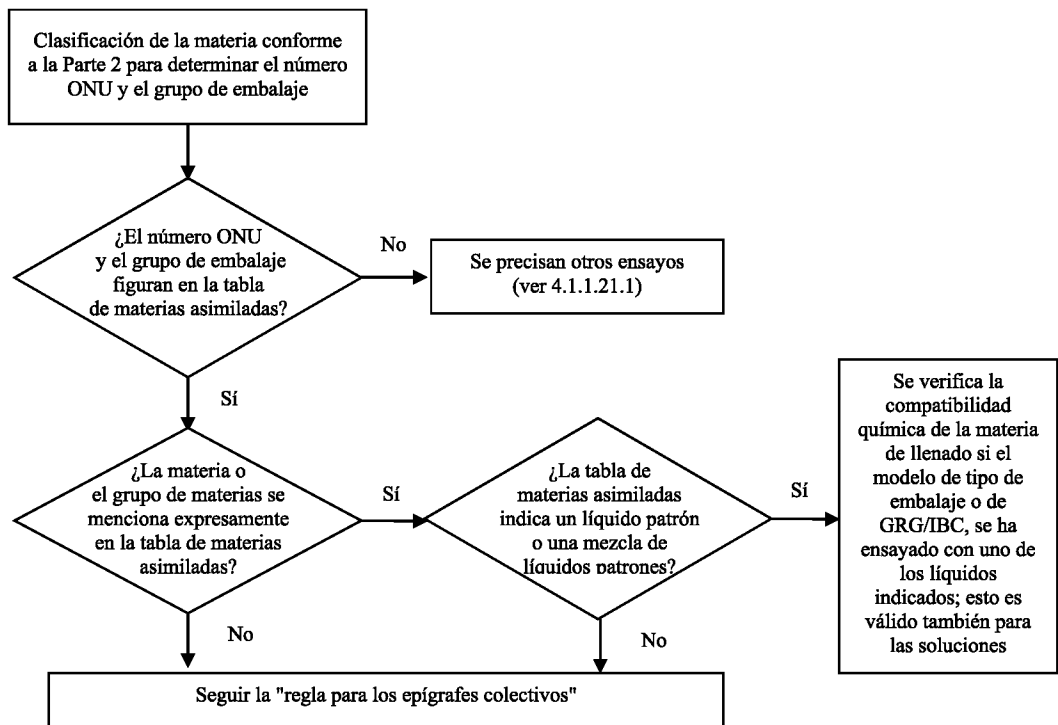 Clasificación de la materia conforme
a la Parte 2 para determinar el número
ONU y el grupo de embalaje
¿El número ONU
y el grupo de embalaje
figuran en la tabla
de materias asimiladas?
No
Se precisan otros ensayos
(ver 4.1.1.21.1)
Sí
¿La materia o
el grupo de materias se
menciona expresamente
en la tabla de materias
asimiladas?
Sí
¿La tabla de
materias asimiladas
indica un líquido patrón
o una mezcla de
líquidos patrones?
Sí
Se verifica la
compatibilidad
química de la materia
de llenado si el
modelo de tipo de
embalaje o de
GRG/IBC, se ha
ensayado con uno de
los líquidos
indicados; esto es
válido también para
las soluciones
No
No
Seguir la "regla para los epígrafes colectivos"